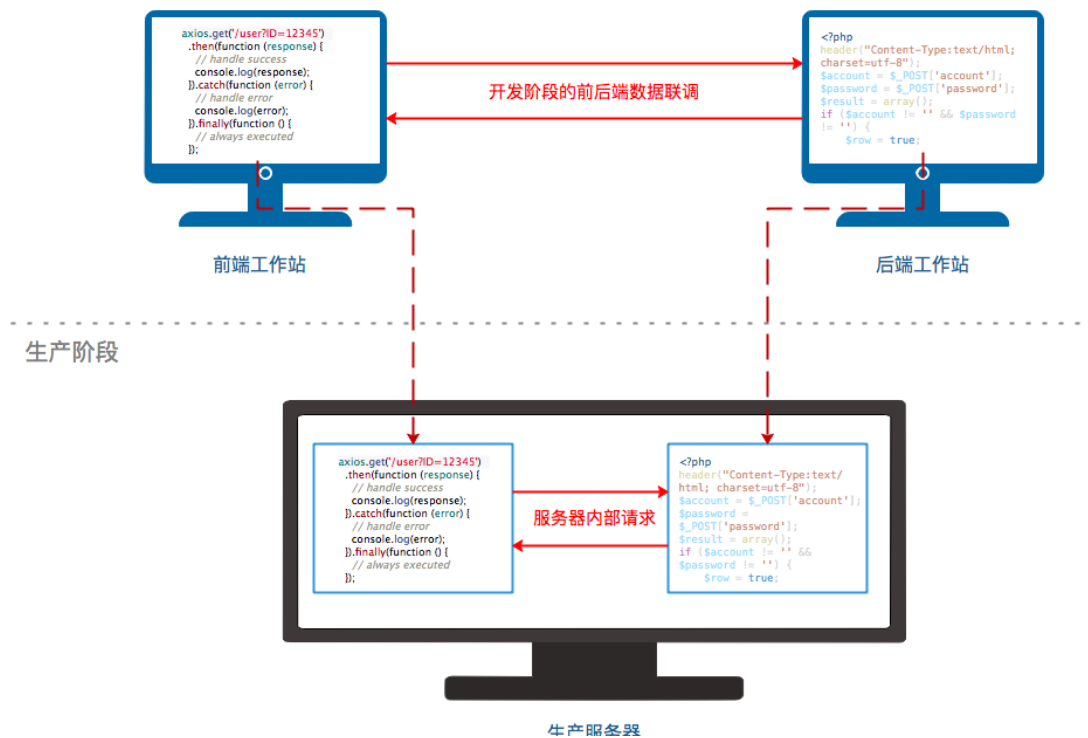 axios.get('/user?ID=12345')
.then(function (response) {
// handle success
console.log(response);
}).catch(function (error) {
// handle error
console.log(error);
}).finally(function () {
// always executed
});
开发阶段的前后端数据联调
<?php
header("Content-Type:text/html;
charset=utf-8");
$account = $_POST['account'];
$password = $_POST['password'];
$result = array();
if ($account != '' && $password
!= '') {
$row = true;
前端工作站
后端工作站
生产阶段
axios.get('/user?ID=12345')
.then(function (response) {
// handle success
console.log(response);
}).catch(function (error) {
// handle error
console.log(error);
}).finally(function () {
// always executed
});
服务器内部请求
<?php
header("Content-Type:text/
html; charset=utf-8");
$account = $_POST['account'];
$password =
$_POST['password'];
$result = array();
if ($account != '' &&
$password != '') {
$row = true;
生产服务器